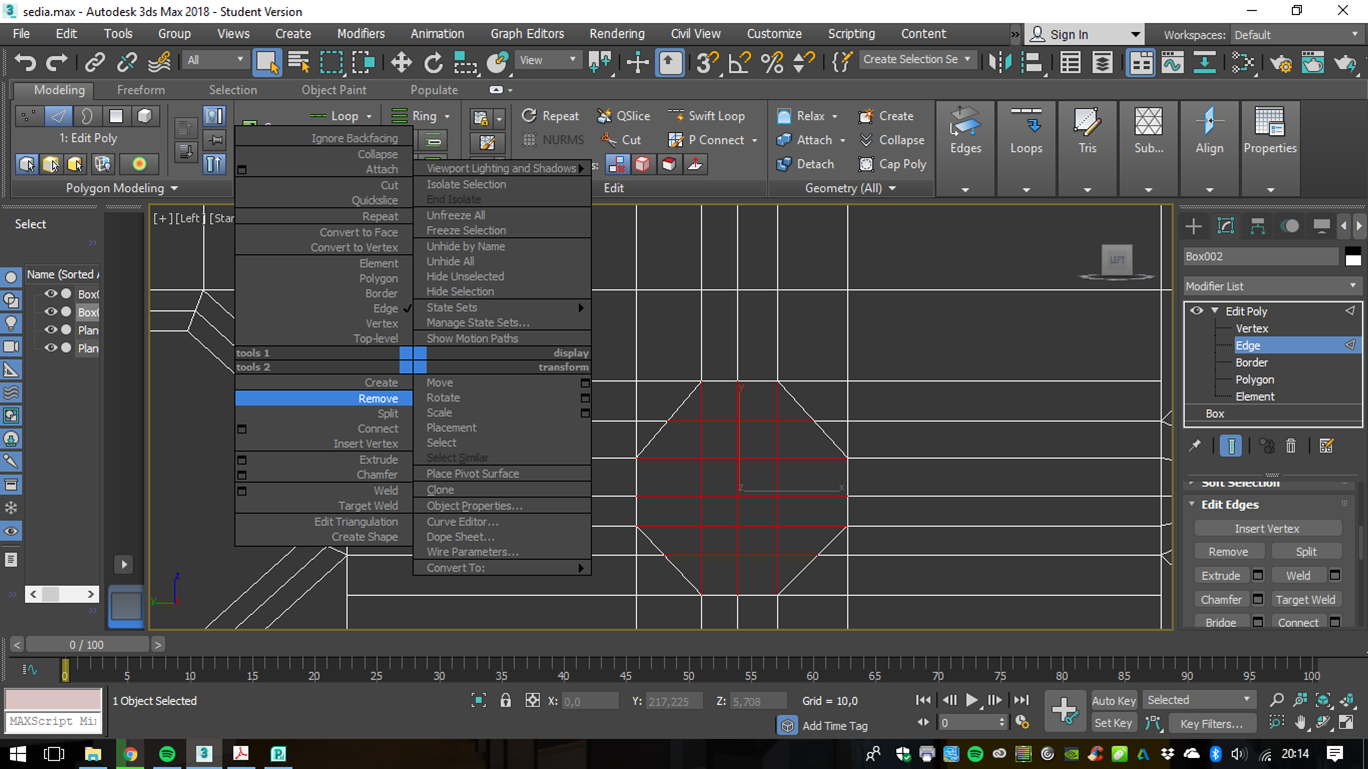 sedia.max - Autodesk 3ds Max 2018 - Student Version
File Edit Tools Group Views Create Modifiers Animation Graph Editors Rendering Civil View Customize Scripting Content » Sign In Workspaces: Default
All View Create Selection Se
Modeling Freeform Selection Object Paint Populate
Loop Ring Repeat QSlice Swift Loop Relax Create
1: Edit Poly NURMS Cut P Connect Attach Collapse Edges Loops Tris Sub... Align Properties
Detach Cap Poly
Polygon Modeling Edit Geometry (All)
Ignore Backfacing
Collapse
Attach
Cut
Quickslice
Repeat
Convert to Face
Convert to Vertex
Element
Polygon
Border
Edge
Vertex
Top-level
tools 1
tools 2
Create
Remove
Split
Connect
Insert Vertex
Extrude
Chamfer
Weld
Target Weld
Edit Triangulation
Create Shape
Viewport Lighting and Shadows
Isolate Selection
End Isolate
Unfreeze All
Freeze Selection
Unhide by Name
Unhide All
Hide Unselected
Hide Selection
State Sets
Manage State Sets...
Show Motion Paths
display
transform
Move
Rotate
Scale
Placement
Select
Select Similar
Place Pivot Surface
Clone
Object Properties...
Curve Editor...
Dope Sheet...
Wire Parameters...
Convert To:
Select
Name (Sorted A
Box0
Box0
Plan
Plan
[+] [Left] [Star
LEFT
y
z x
z
y
Box002
Modifier List
Edit Poly
Vertex
Edge
Border
Polygon
Element
Box
Soft Selection
Edit Edges
Insert Vertex
Remove Split
Extrude Weld
Chamfer Target Weld
Bridge Connect
< 0 / 100 >
0 5 10 15 20 25 30 35 40 45 50 55 60 65 70 75 80 85 90 95 100
1 Object Selected X: 0,0 Y: 217,225 Z: 5,708 Grid = 10,0 Auto Key Selected
MAXScript Mi Add Time Tag 0 Set Key Key Filters...
20:14